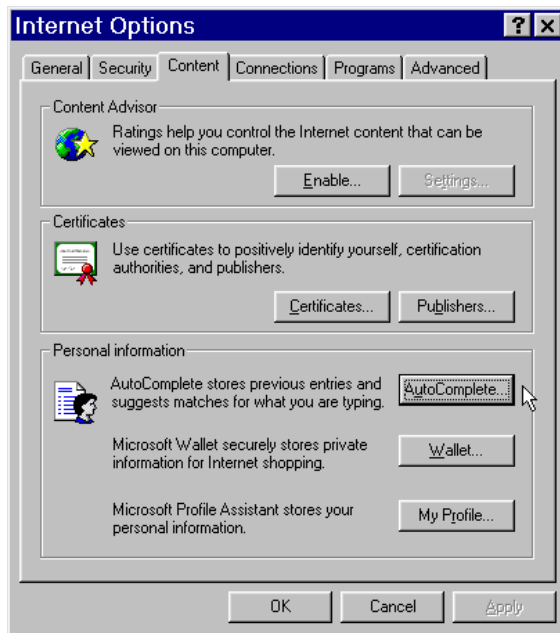 Internet Options
General Security Content Connections Programs Advanced
Content Advisor
Ratings help you control the Internet content that can be
viewed on this computer.
Enable... Settings...
Certificates
Use certificates to positively identify yourself, certification
authorities, and publishers.
Certificates... Publishers...
Personal information
AutoComplete stores previous entries and
suggests matches for what you are typing.
AutoComplete...
Microsoft Wallet securely stores private
information for Internet shopping.
Wallet...
Microsoft Profile Assistant stores your
personal information.
My Profile...
OK Cancel Apply